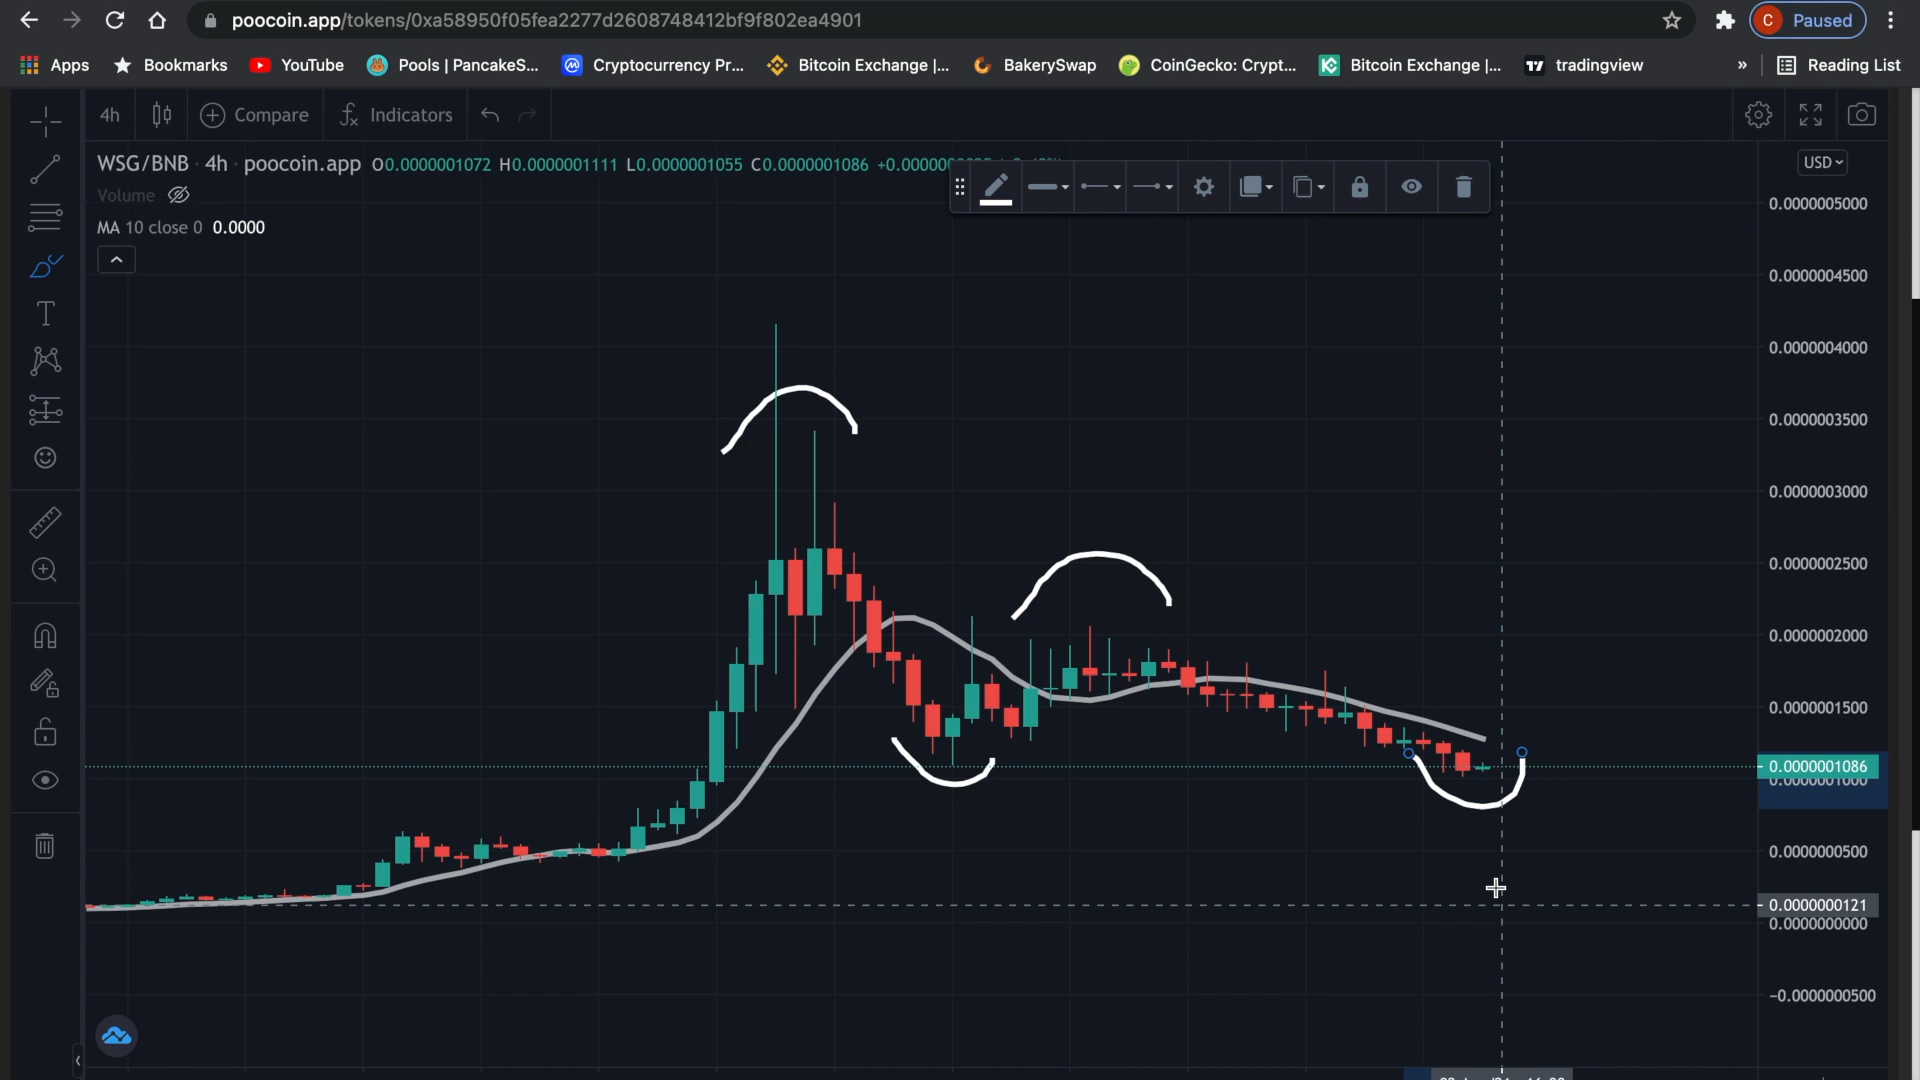 poocoin.app/tokens/0xa58950f05fea2277d2608748412bf9f802ea4901
C Paused
Apps Bookmarks YouTube Pools | PancakeS... Cryptocurrency Pr... Bitcoin Exchange |... BakerySwap CoinGecko: Crypt... Bitcoin Exchange |... tradingview » Reading List
4h Compare Indicators
WSG/BNB · 4h · poocoin.app O0.0000001072 H0.0000001111 L0.0000001055 C0.0000001086
USD
Volume
MA 10 close 0 0.0000
0.0000005000
0.0000004500
0.0000004000
0.0000003500
0.0000003000
0.0000002500
0.0000002000
0.0000001500
0.0000001086
0.0000001000
0.0000000500
0.0000000121
0.0000000000
−0.0000000500